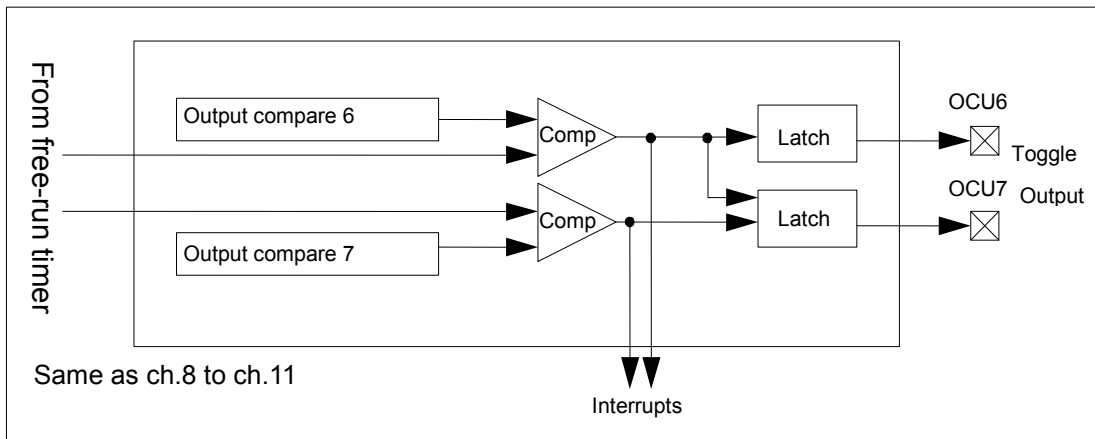 From free-run timer
Output compare 6
Comp
Latch
OCU6
Toggle
Output compare 7
Comp
Latch
OCU7
Output
Same as ch.8 to ch.11
Interrupts